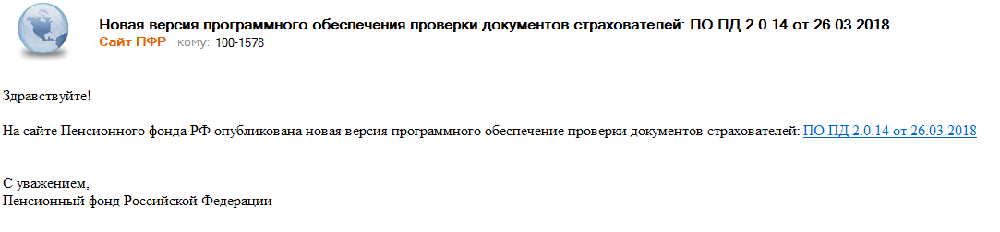 Новая версия программного обеспечения проверки документов страхователей: ПО ПД 2.0.14 от 26.03.2018
Сайт ПФР кому: 100-1578
Здравствуйте!
На сайте Пенсионного фонда РФ опубликована новая версия программного обеспечение проверки документов страхователей: ПО ПД 2.0.14 от 26.03.2018
С уважением,
Пенсионный фонд Российской Федерации